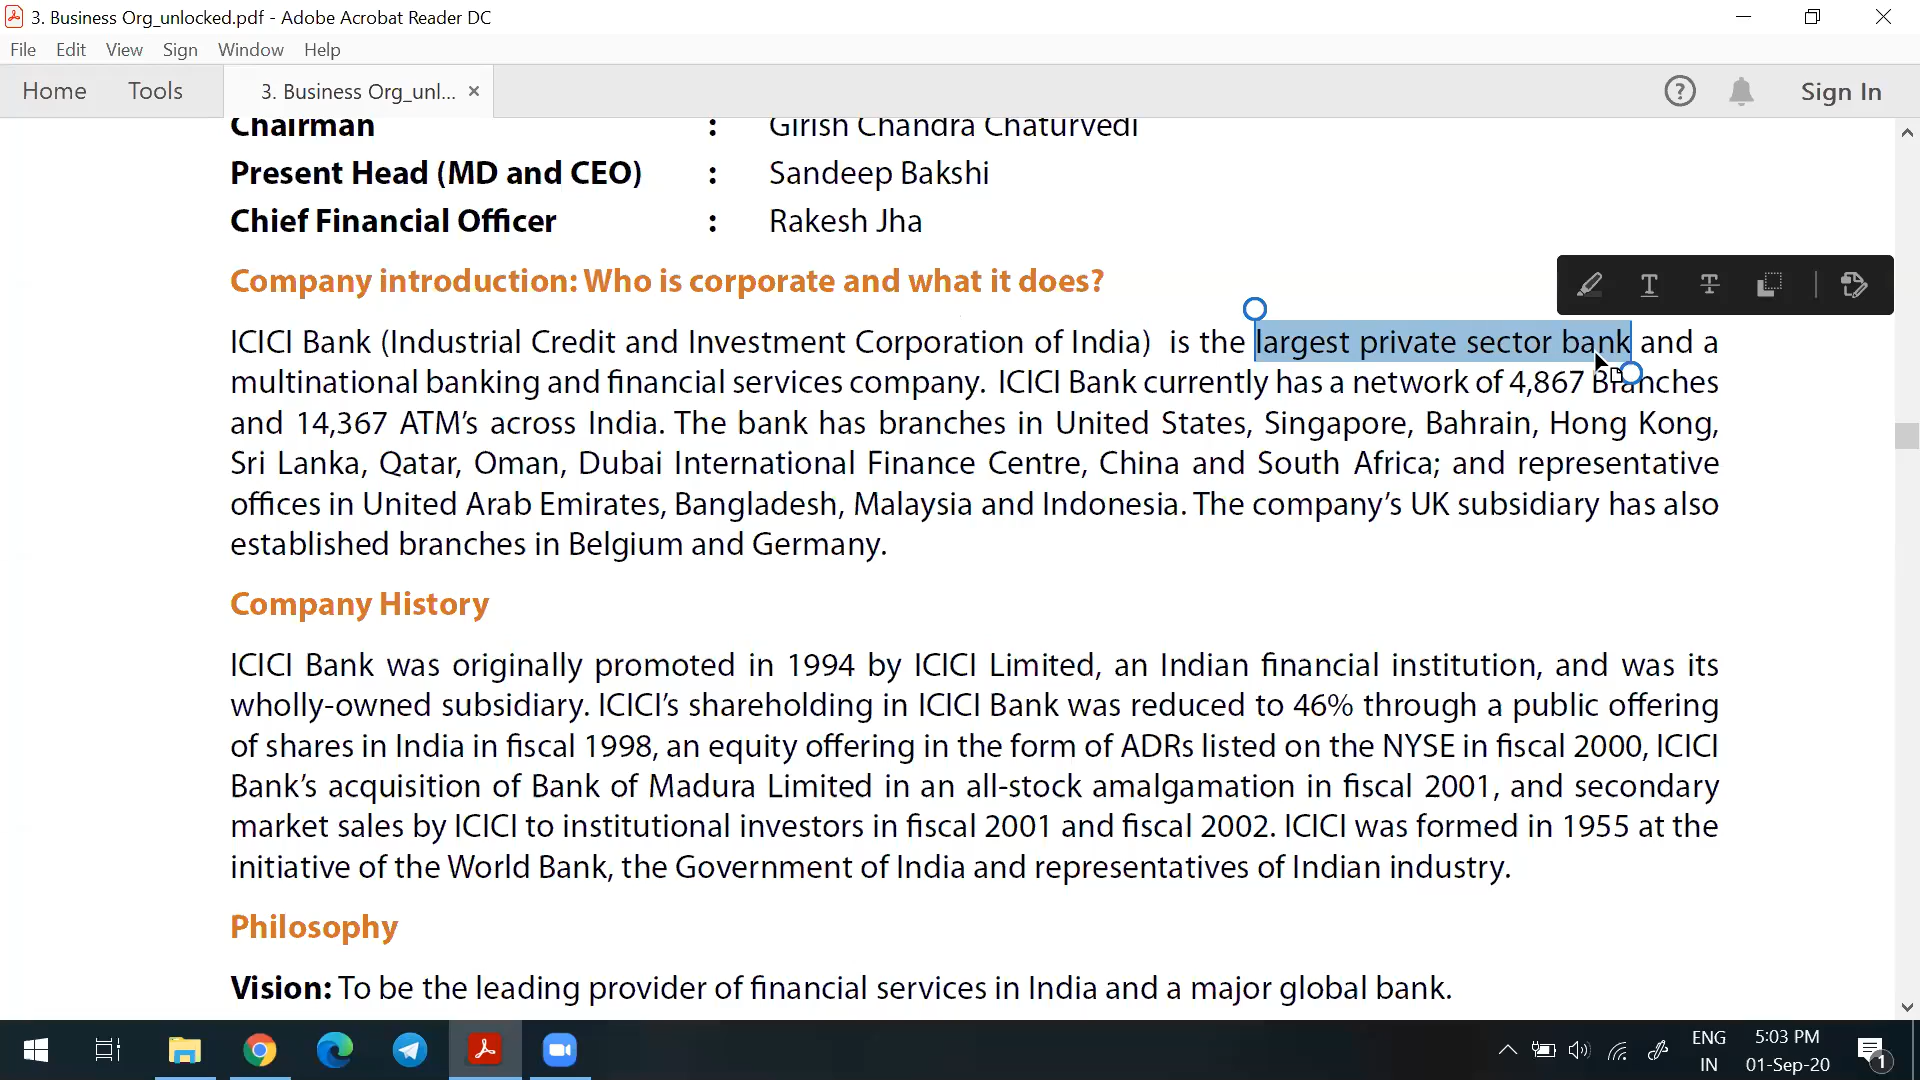 3. Business Org_unlocked.pdf - Adobe Acrobat Reader DC
File Edit View Sign Window Help
Home Tools 3. Business Org_unl... × Sign In
Chairman : Girish Chandra Chaturvedi
Present Head (MD and CEO) : Sandeep Bakshi
Chief Financial Officer : Rakesh Jha
Company introduction: Who is corporate and what it does?
ICICI Bank (Industrial Credit and Investment Corporation of India) is the largest private sector bank and a
multinational banking and financial services company. ICICI Bank currently has a network of 4,867 Branches
and 14,367 ATM’s across India. The bank has branches in United States, Singapore, Bahrain, Hong Kong,
Sri Lanka, Qatar, Oman, Dubai International Finance Centre, China and South Africa; and representative
offices in United Arab Emirates, Bangladesh, Malaysia and Indonesia. The company’s UK subsidiary has also
established branches in Belgium and Germany.
Company History
ICICI Bank was originally promoted in 1994 by ICICI Limited, an Indian financial institution, and was its
wholly-owned subsidiary. ICICI’s shareholding in ICICI Bank was reduced to 46% through a public offering
of shares in India in fiscal 1998, an equity offering in the form of ADRs listed on the NYSE in fiscal 2000, ICICI
Bank’s acquisition of Bank of Madura Limited in an all-stock amalgamation in fiscal 2001, and secondary
market sales by ICICI to institutional investors in fiscal 2001 and fiscal 2002. ICICI was formed in 1955 at the
initiative of the World Bank, the Government of India and representatives of Indian industry.
Philosophy
Vision: To be the leading provider of financial services in India and a major global bank.
ENG 5:03 PM
IN 01-Sep-20 1